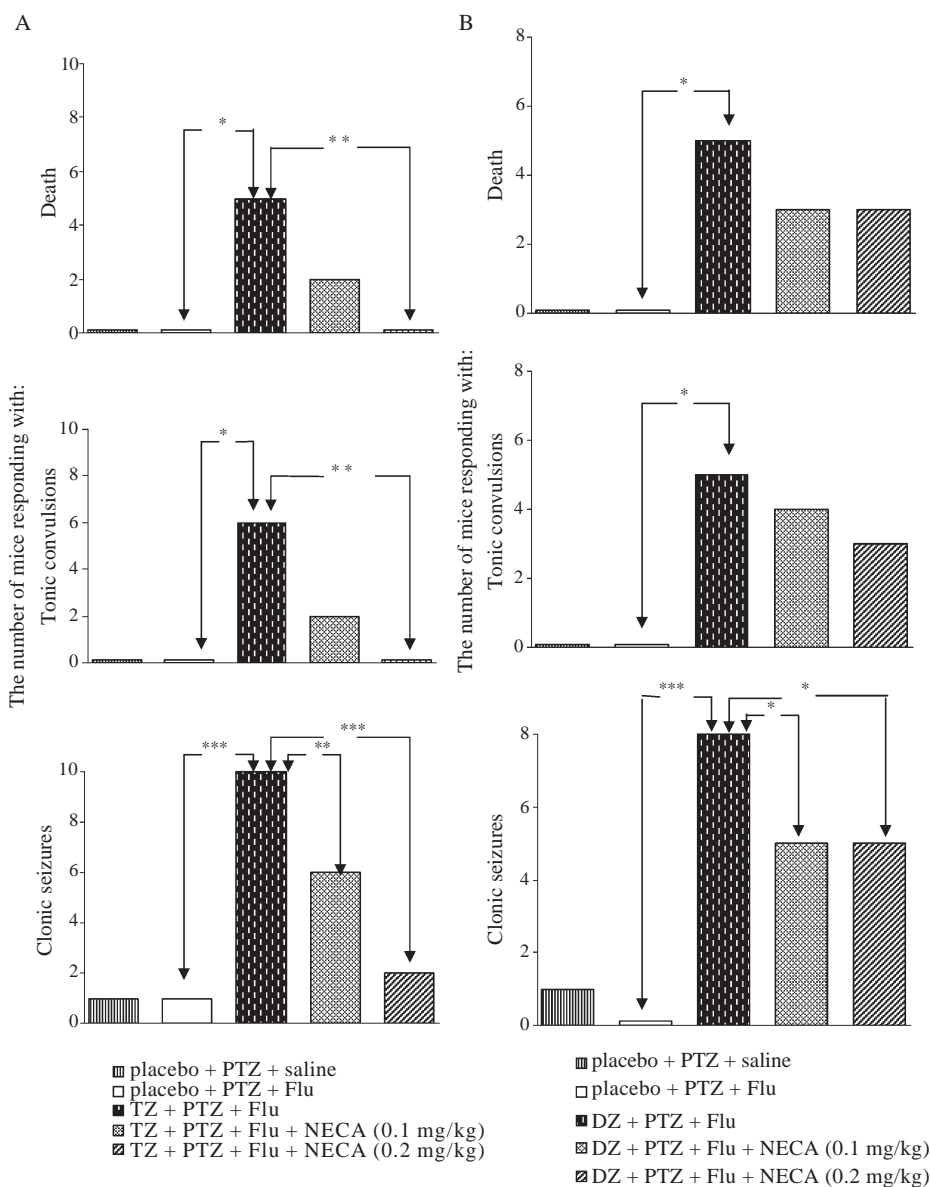 A
10
8
6
4
2
0
Death
*
* *
10
8
6
4
2
0
Tonic convulsions
*
* *
The number of mice responding with:
10
8
6
4
2
0
Clonic seizures
***
***
**
placebo + PTZ + saline
placebo + PTZ + Flu
TZ + PTZ + Flu
TZ + PTZ + Flu + NECA (0.1 mg/kg)
TZ + PTZ + Flu + NECA (0.2 mg/kg)
B
8
6
4
2
0
Death
*
8
6
4
2
0
Tonic convulsions
*
The number of mice responding with:
8
6
4
2
0
Clonic seizures
***
*
*
placebo + PTZ + saline
placebo + PTZ + Flu
DZ + PTZ + Flu
DZ + PTZ + Flu + NECA (0.1 mg/kg)
DZ + PTZ + Flu + NECA (0.2 mg/kg)